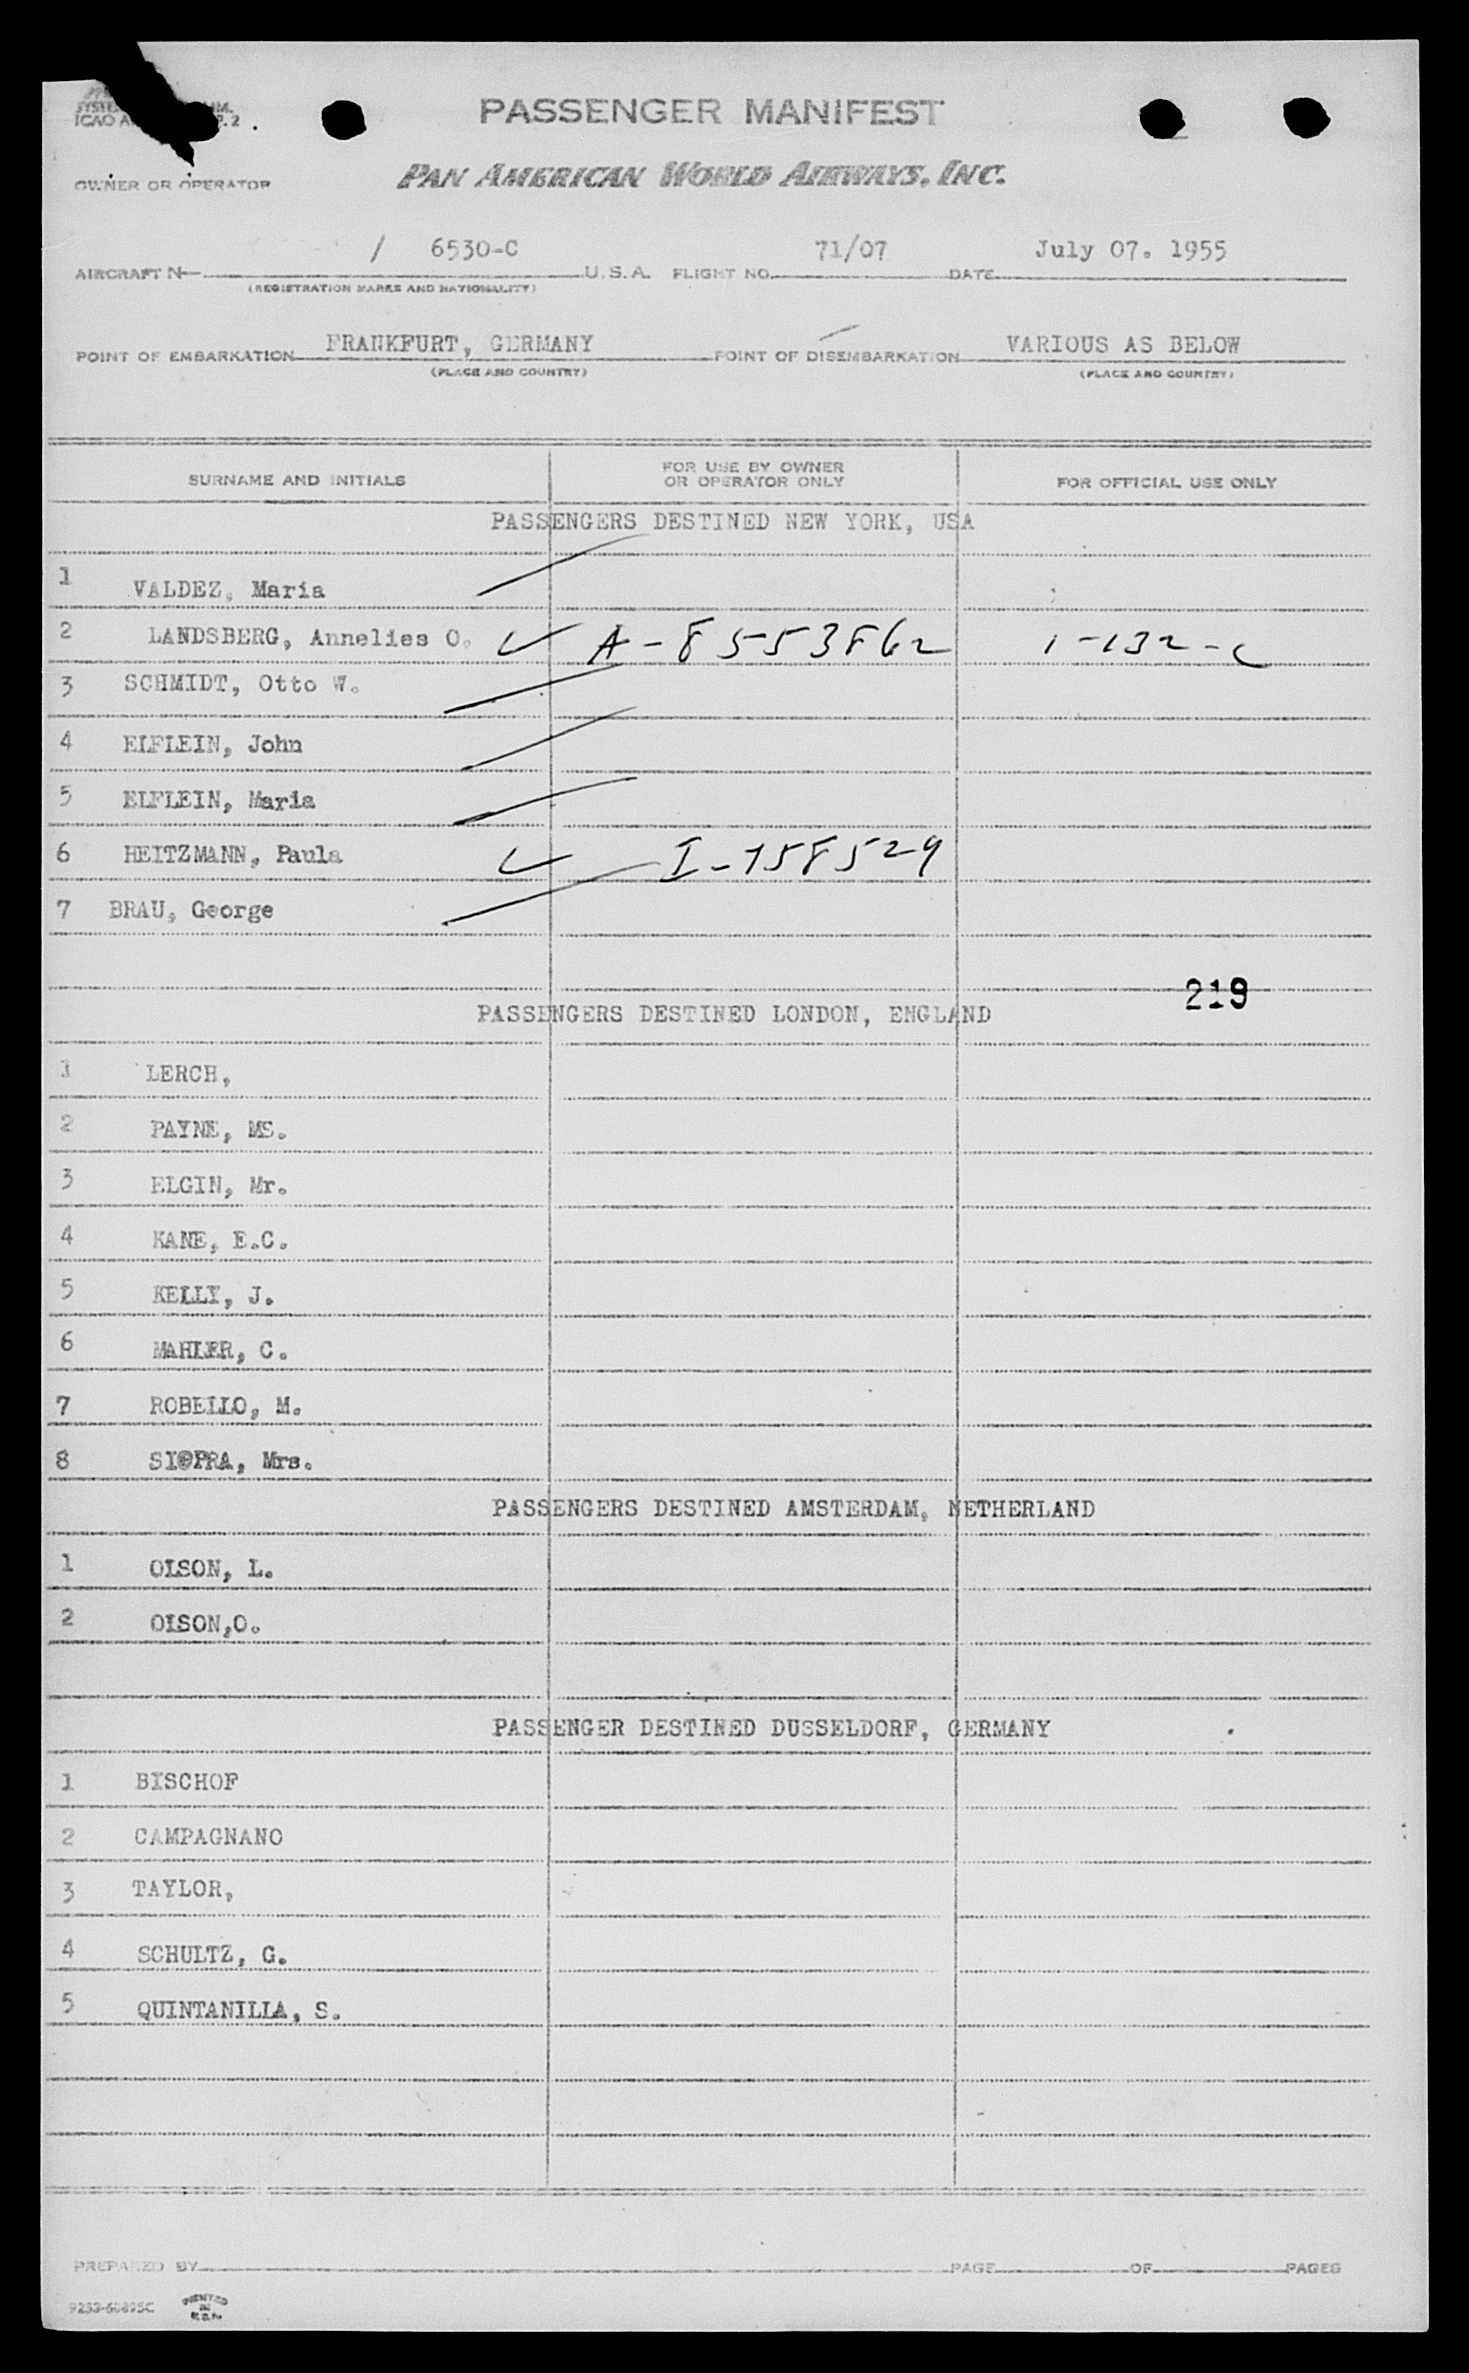 PASSENGER MANIFEST
OWNER OR OPERATOR PAN AMERICAN WORLD AIRWAYS, INC.
AIRCRAFT N / 6530-C U.S.A. FLIGHT NO. 71/07 DATE July 07. 1955
(REGISTRATION MARKS AND NATIONALITY)
POINT OF EMBARKATION FRANKFURT, GERMANY POINT OF DISEMBARKATION VARIOUS AS BELOW
(PLACE AND COUNTRY) (PLACE AND COUNTRY)
SURNAME AND INITIALS FOR USE BY OWNER OR OPERATOR ONLY FOR OFFICIAL USE ONLY
PASSENGERS DESTINED NEW YORK, USA
1 VALDEZ, Maria
2 LANDSBERG, Annelies O. A-8553862 1-132-C
3 SCHMIDT, Otto W.
4 ELFLEIN, John
5 ELFLEIN, Maria
6 HEITZMANN, Paula I-758529
7 BRAU, George
219
PASSENGERS DESTINED LONDON, ENGLAND
1 LERCH,
2 PAYNE, MS.
3 ELGIN, Mr.
4 KANE, E.C.
5 KELLY, J.
6 MAHLER, C.
7 ROBELLO, M.
8 Mrs.
PASSENGERS DESTINED AMSTERDAM, NETHERLAND
1 OLSON, L.
2 OLSON,O.
PASSENGER DESTINED DUSSELDORF, GERMANY
1 BISCHOF
2 CAMPAGNANO
3 TAYLOR,
4 SCHULTZ, G.
5 QUINTANILLA, S.
PREPARED BY PAGE OF PAGES
PRINTED IN